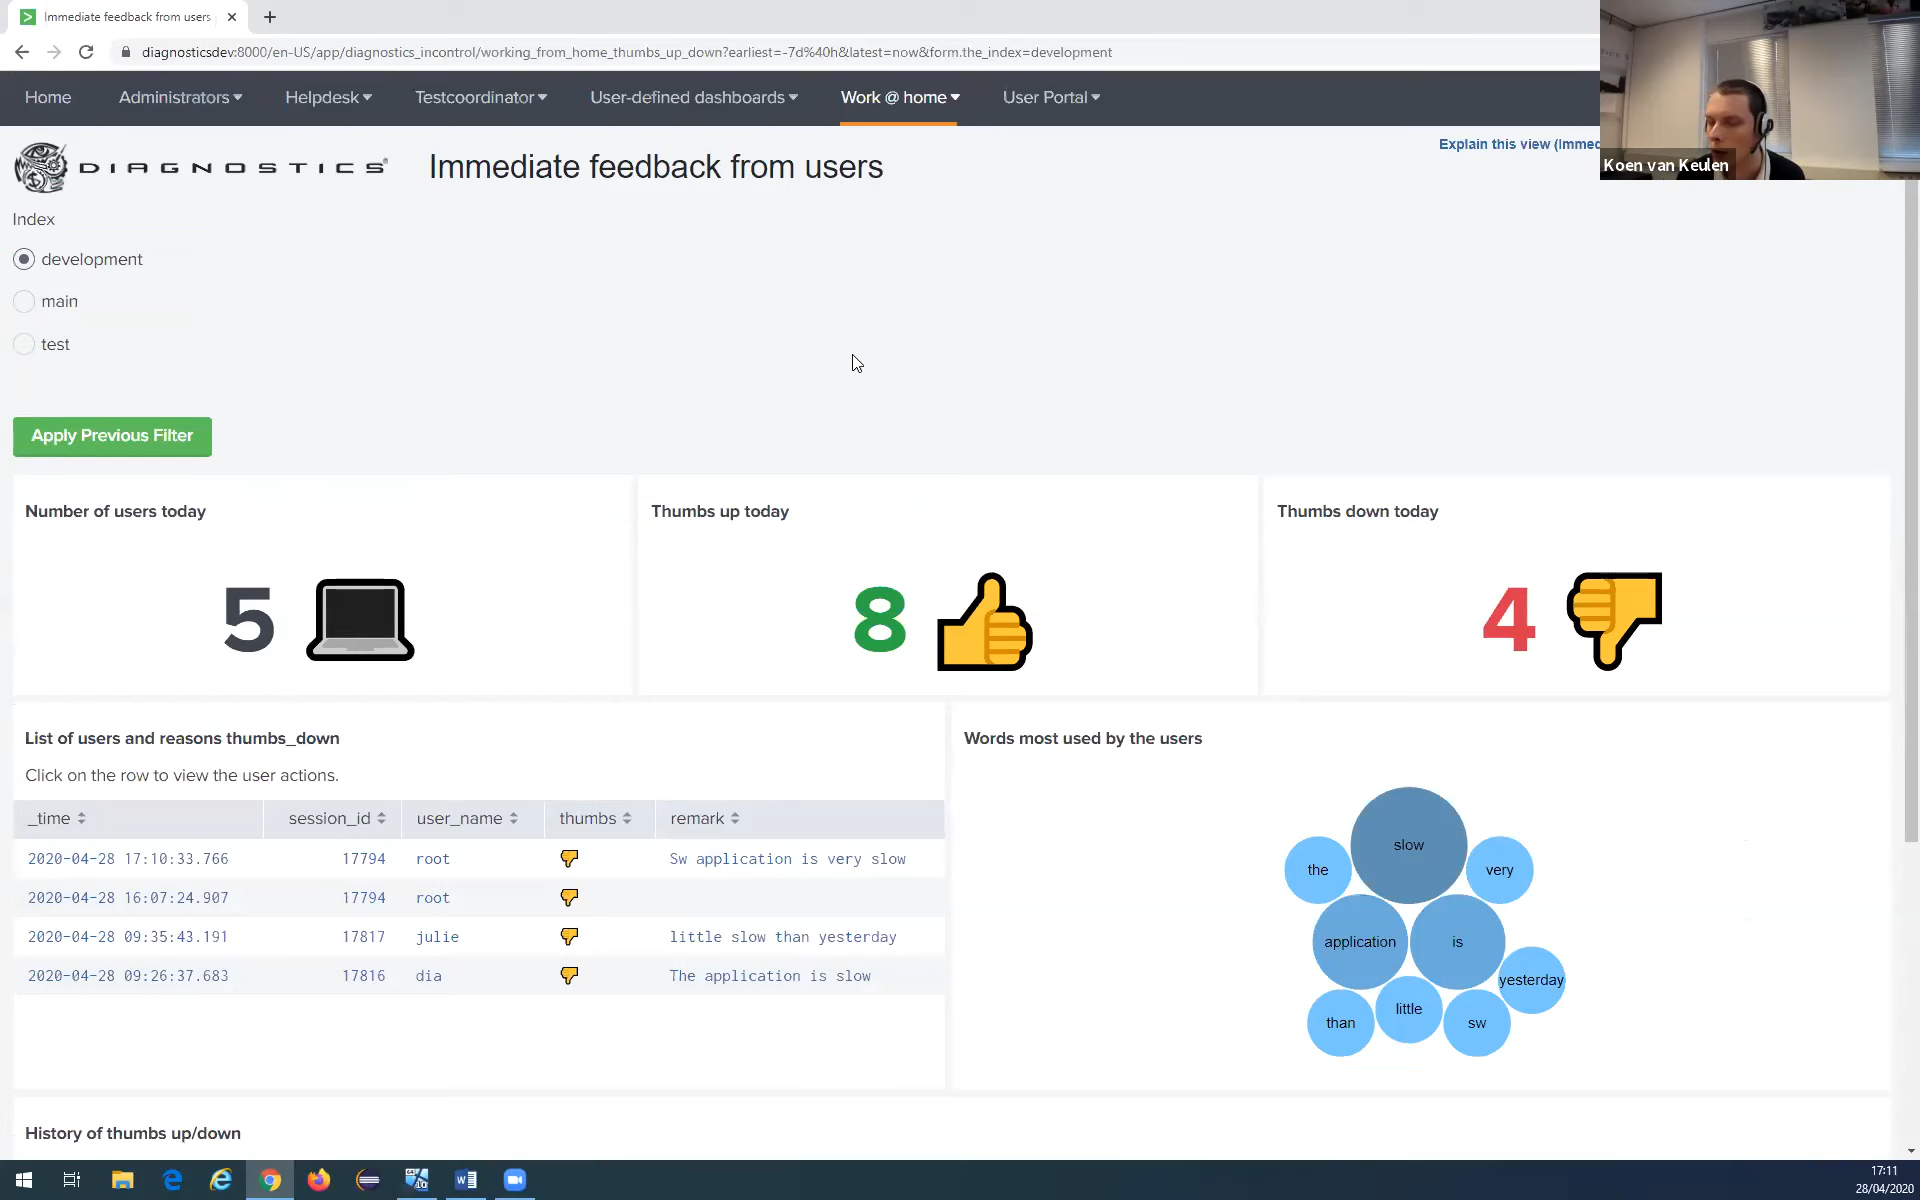 Immediate feedback from users
diagnosticsdev:8000/en-US/app/diagnostics_incontrol/working_from_home_thumbs_up_down?earliest=-7d%40h&latest=now&form.the_index=development
Home Administrators Helpdesk Testcoordinator User-defined dashboards Work @ home User Portal
DIAGNOSTICS® Immediate feedback from users
Explain this view (Immed
Koen van Keulen
Index
development
main
test
Apply Previous Filter
Number of users today
5
Thumbs up today
8
Thumbs down today
4
List of users and reasons thumbs_down
Click on the row to view the user actions.
_time session_id user_name thumbs remark
2020-04-28 17:10:33.766 17794 root Sw application is very slow
2020-04-28 16:07:24.907 17794 root
2020-04-28 09:35:43.191 17817 julie little slow than yesterday
2020-04-28 09:26:37.683 17816 dia The application is slow
Words most used by the users
slow
the
very
application
is
yesterday
than
little
sw
History of thumbs up/down
17:11
28/04/2020